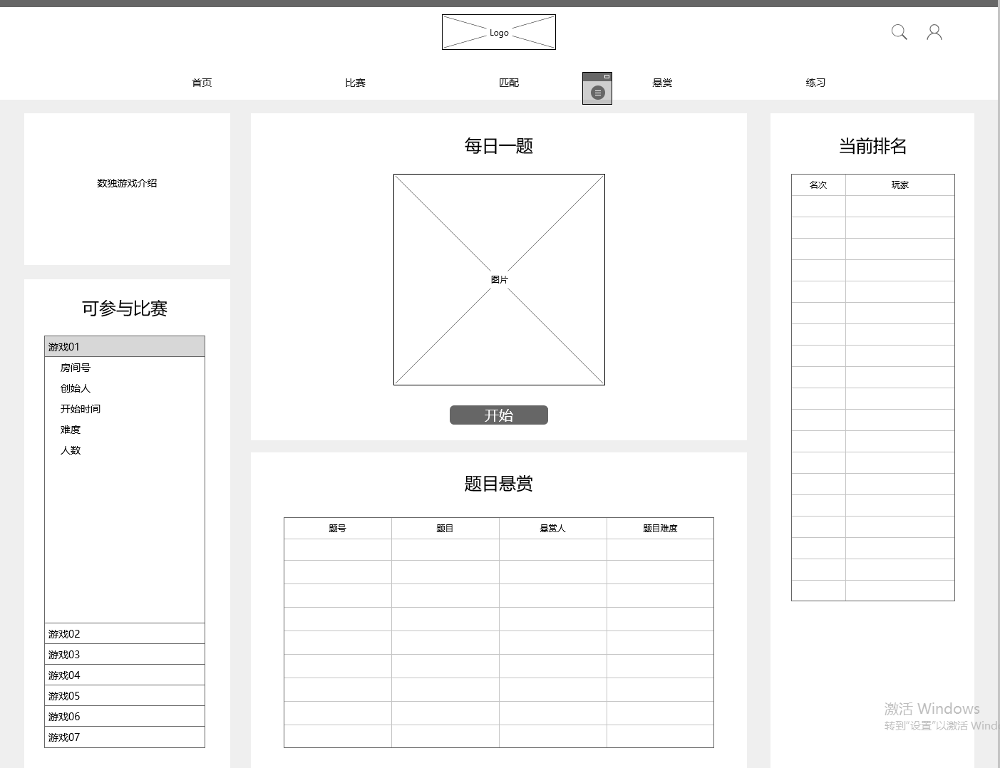 Logo
首页 比赛 匹配 悬赏 练习
数独游戏介绍
可参与比赛
游戏01
房间号
创始人
开始时间
难度
人数
游戏02
游戏03
游戏04
游戏05
游戏06
游戏07
每日一题
图片
开始
题目悬赏
题号 题目 悬赏人 题目难度
当前排名
名次 玩家
激活 Windows
转到“设置”以激活 Wind